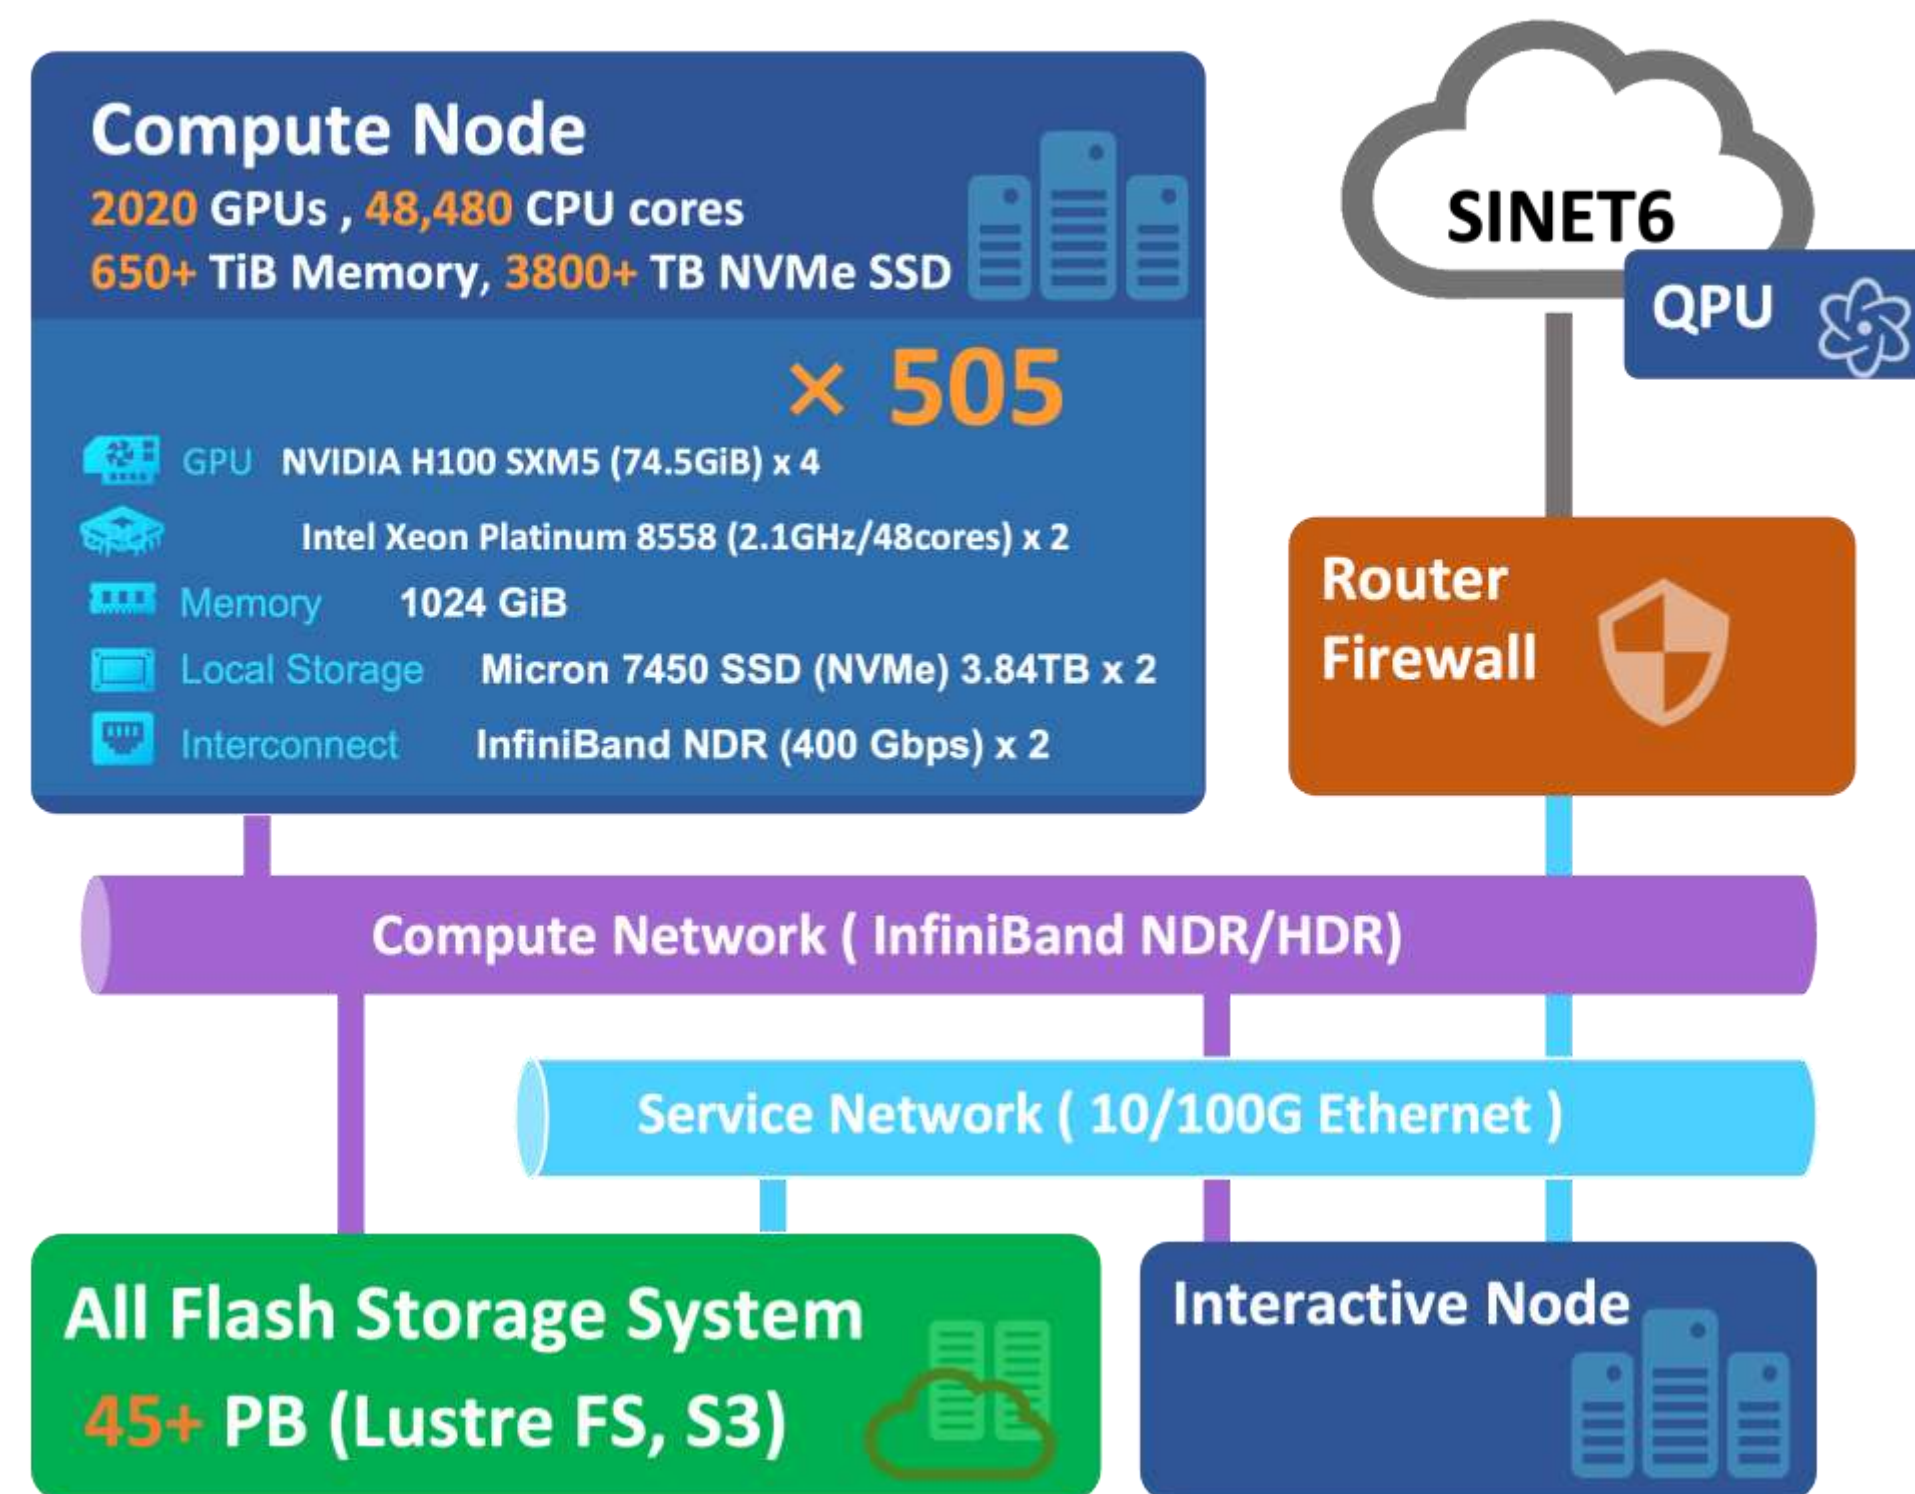 Compute Node
2020 GPUs , 48,480 CPU cores
650+ TiB Memory, 3800+ TB NVMe SSD
× 505
GPU NVIDIA H100 SXM5 (74.5GiB) x 4
Intel Xeon Platinum 8558 (2.1GHz/48cores) x 2
Memory 1024 GiB
Local Storage Micron 7450 SSD (NVMe) 3.84TB x 2
Interconnect InfiniBand NDR (400 Gbps) x 2
SINET6
QPU
Router
Firewall
Compute Network ( InfiniBand NDR/HDR)
Service Network ( 10/100G Ethernet )
All Flash Storage System
45+ PB (Lustre FS, S3)
Interactive Node